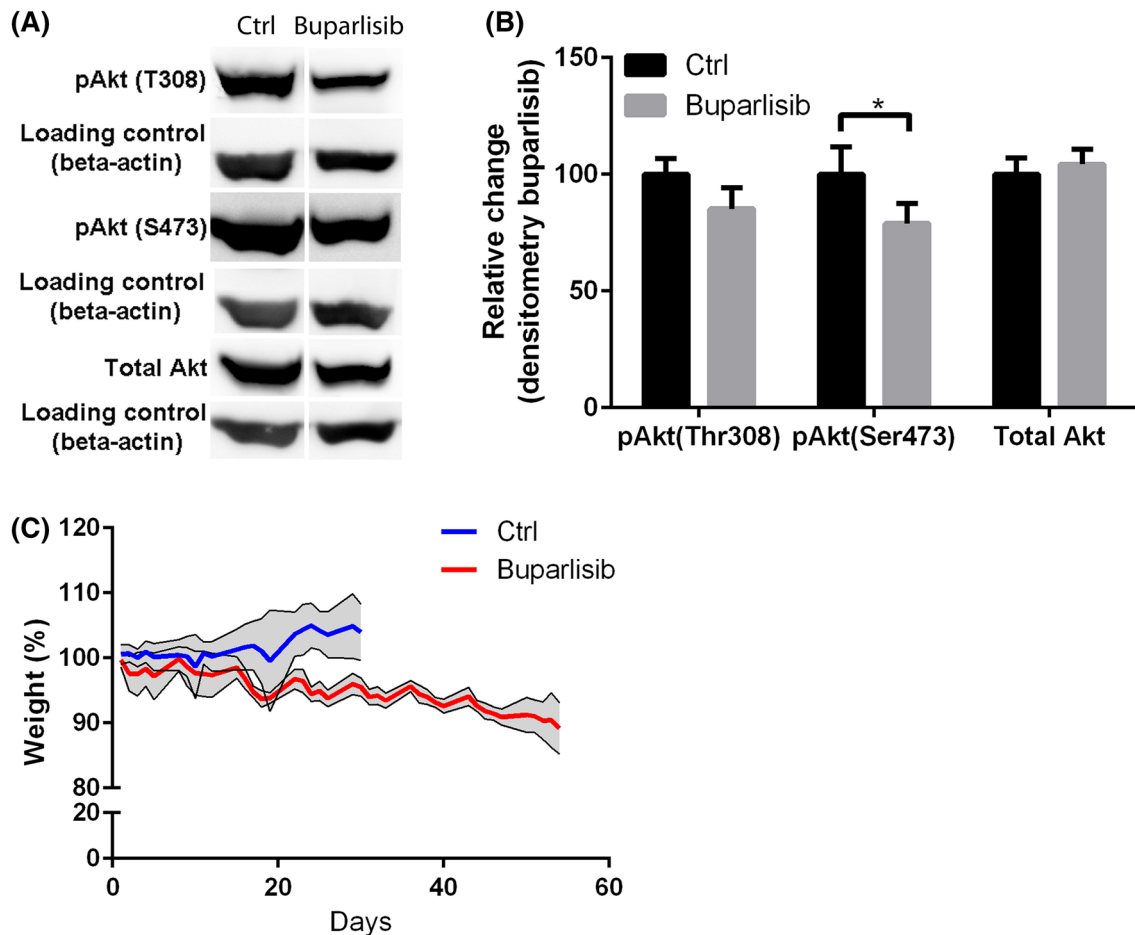 (A)
Ctrl Buparlisib
pAkt (T308)
Loading control
(beta-actin)
pAkt (S473)
Loading control
(beta-actin)
Total Akt
Loading control
(beta-actin)
(B)
Ctrl
Buparlisib
*
Relative change
(densitometry buparlisib)
150
100
50
0
pAkt(Thr308) pAkt(Ser473) Total Akt
(C)
Ctrl
Buparlisib
Weight (%)
120
110
100
90
80
20
0
0 20 40 60
Days